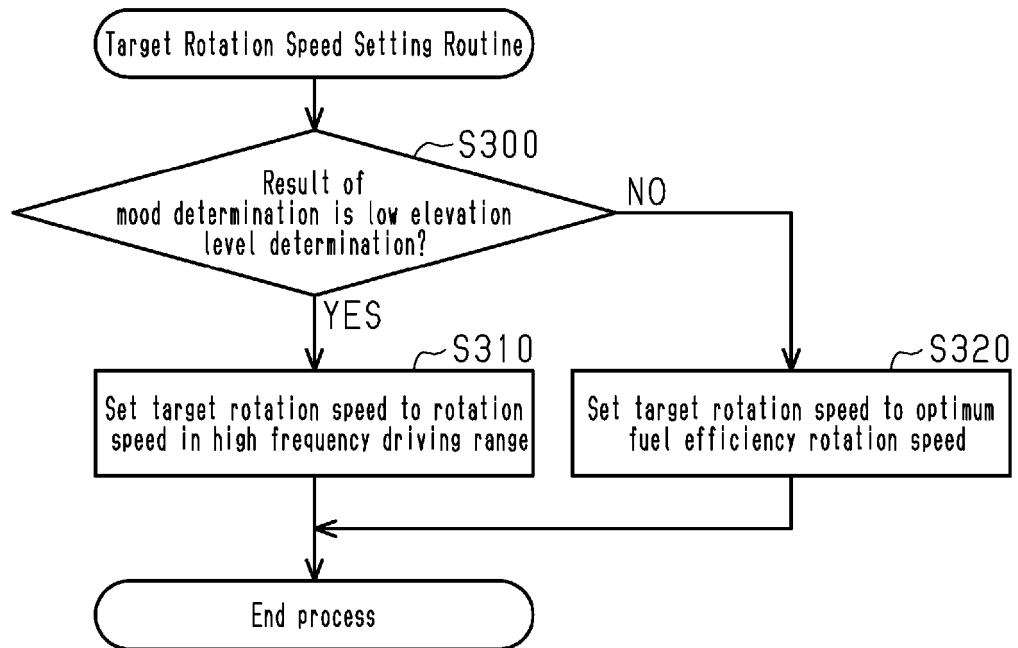 Target Rotation Speed Setting Routine
S300
Result of
mood determination is low elevation
level determination?
NO
YES
S310
Set target rotation speed to rotation
speed in high frequency driving range
S320
Set target rotation speed to optimum
fuel efficiency rotation speed
End process